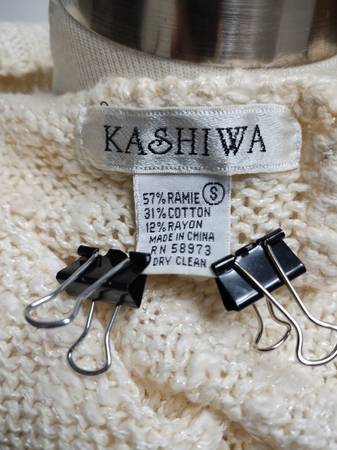 KASHIWA
57% RAMIE Ⓢ
31% COTTON
12% RAYON
MADE IN CHINA
RN 58973
DRY CLEAN